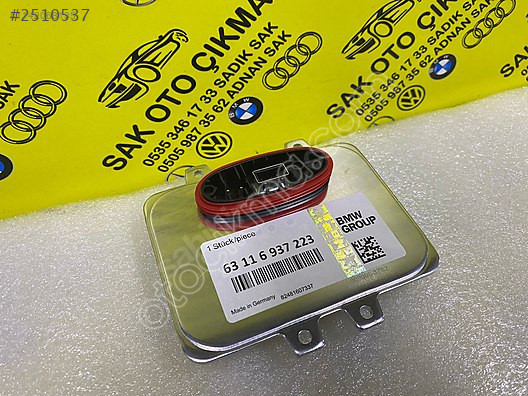 #2510537
SAK OTO ÇIKMA
0535 346 17 33 SADIK SAK
0505 987 35 62 ADNAN SAK
SAK OTO ÇIKMA
0535 346 17 33 SADIK SAK
0505 987 35 62 ADNAN SAK
1 Stück/piece
63 11 6 937 223
BMW
GROUP
Made in Germany
82481607337